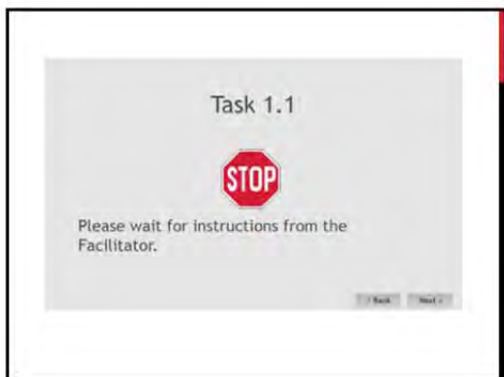 Task 1.1
STOP
Please wait for instructions from the
Facilitator.
‹ Back Next ›